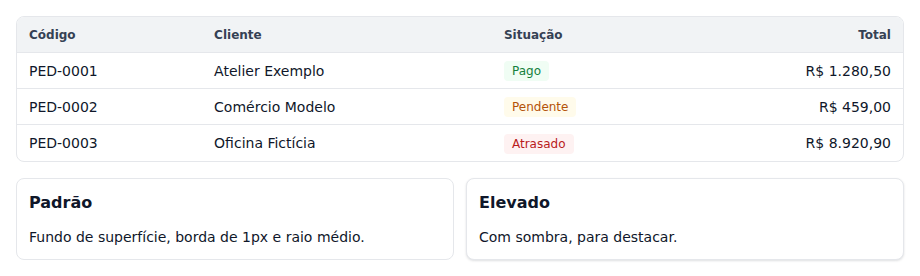 Código Cliente Situação Total
PED-0001 Atelier Exemplo Pago R$ 1.280,50
PED-0002 Comércio Modelo Pendente R$ 459,00
PED-0003 Oficina Fictícia Atrasado R$ 8.920,90
Padrão
Fundo de superfície, borda de 1px e raio médio.
Elevado
Com sombra, para destacar.